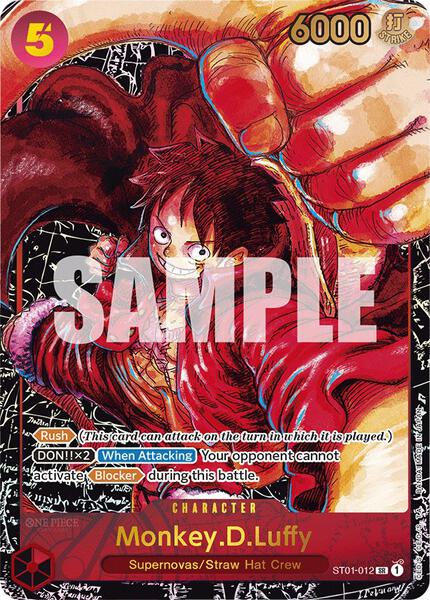 5
6000
打
STRIKE
SAMPLE
Rush (This card can attack on the turn in which it is played.)
DON!!×2 When Attacking Your opponent cannot
activate Blocker during this battle.
CHARACTER
ONE PIECE
Monkey.D.Luffy
Supernovas/Straw Hat Crew
ST01-012 SR 1